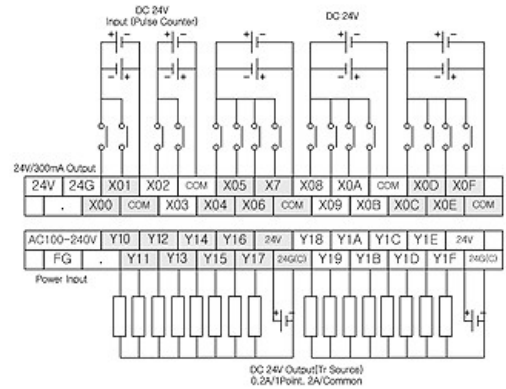 DC 24V
Input (Pulse Counter)
DC 24V
24V/300mA Output
24V 24G X01 X02 COM X05 X7 X08 X0A COM X0D X0F
. X00 COM X03 X04 X06 COM X09 X0B X0C X0E COM
AC100-240V Y10 Y12 Y14 Y16 24V Y18 Y1A Y1C Y1E 24V
FG . Y11 Y13 Y15 Y17 24G(C) Y19 Y1B Y1D Y1F 24G(C)
Power Input
DC 24V Output(Tr Source)
0.2A/1Point, 2A/Common